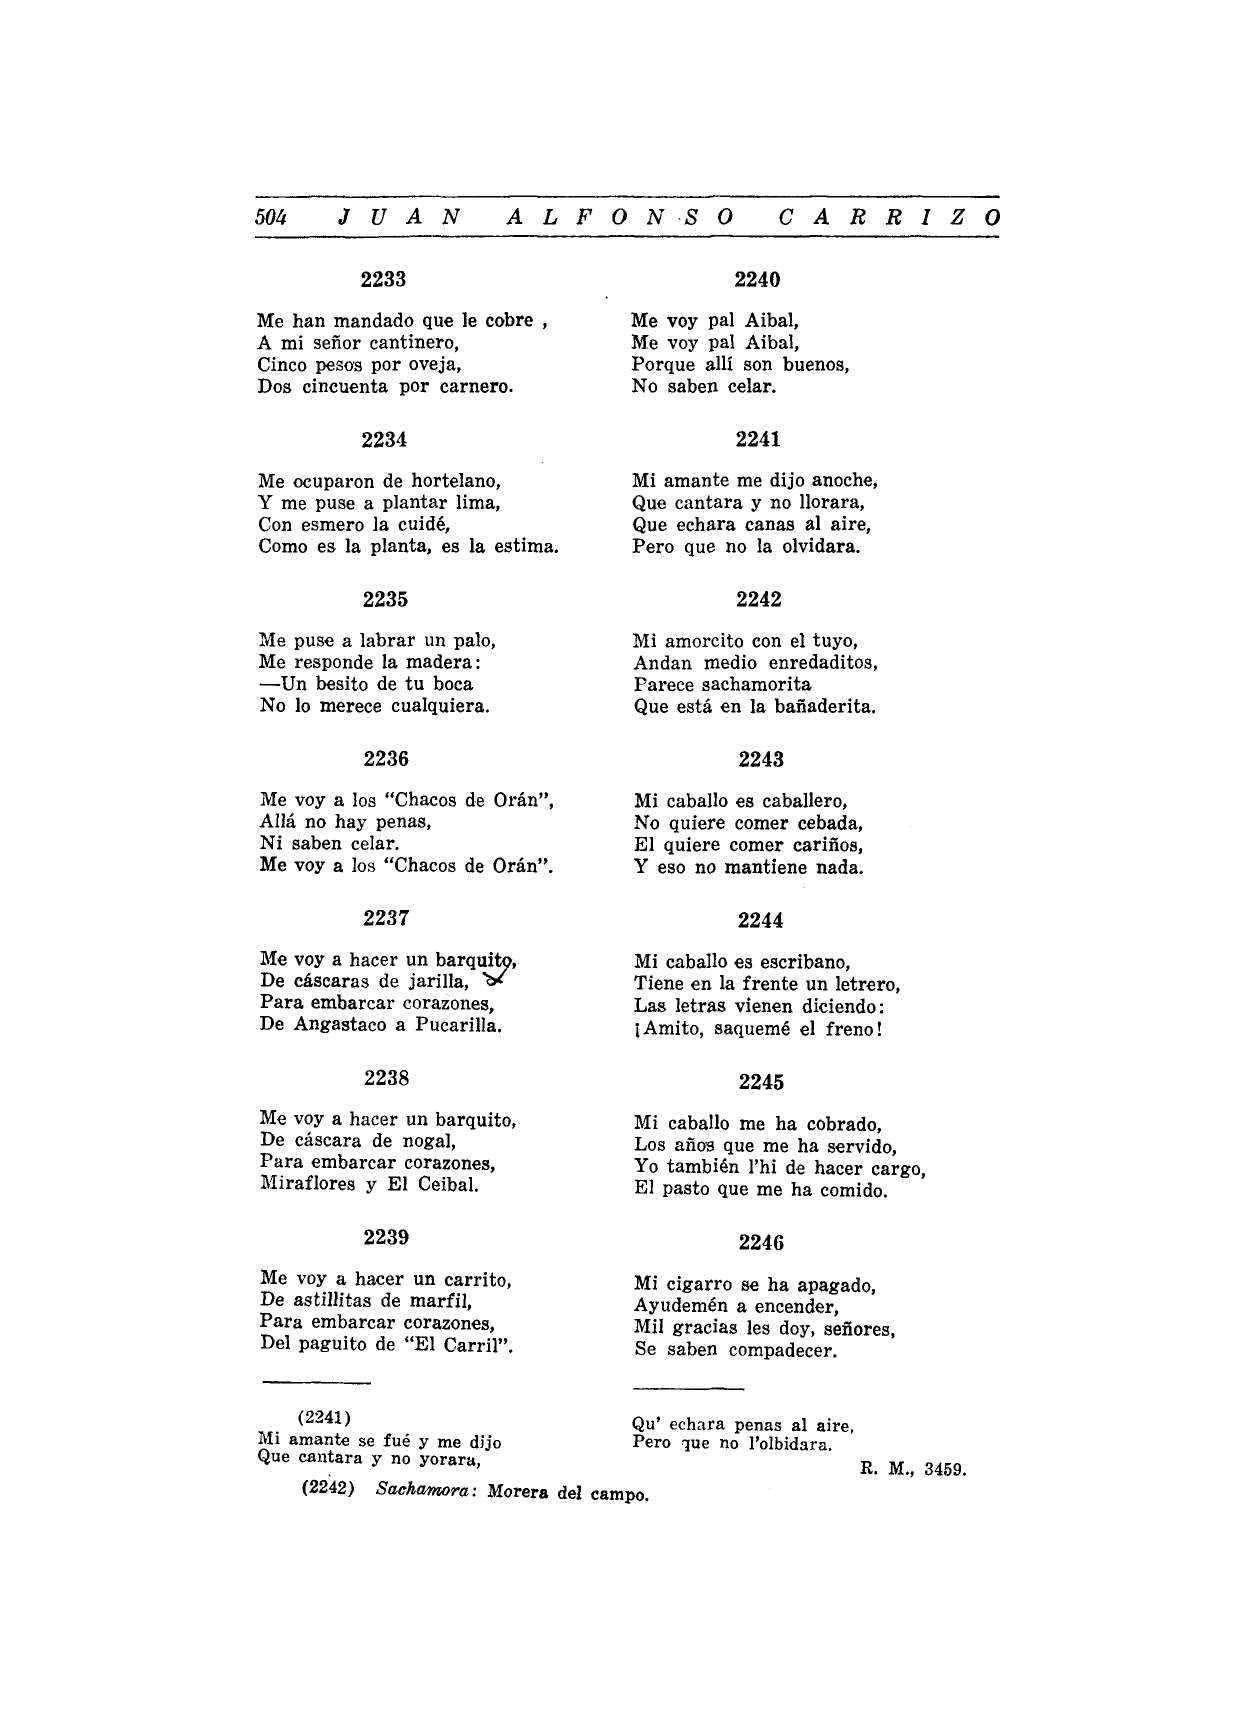 504 JUAN ALFONSO CARRIZO
2233
Me han mandado que le cobre ,
A mi señor cantinero,
Cinco pesos por oveja,
Dos cincuenta por carnero.
2234
Me ocuparon de hortelano,
Y me puse a plantar lima,
Con esmero la cuidé,
Como es la planta, es la estima.
2235
Me puse a labrar un palo,
Me responde la madera:
—Un besito de tu boca
No lo merece cualquiera.
2236
Me voy a los “Chacos de Orán”,
Allá no hay penas,
Ni saben celar.
Me voy a los “Chacos de Orán”.
2237
Me voy a hacer un barquito,
De cáscaras de jarilla,
Para embarcar corazones,
De Angastaco a Pucarilla.
2238
Me voy a hacer un barquito,
De cáscara de nogal,
Para embarcar corazones,
Miraflores y El Ceibal.
2239
Me voy a hacer un carrito,
De astillitas de marfil,
Para embarcar corazones,
Del paguito de “El Carril”.
2240
Me voy pal Aibal,
Me voy pal Aibal,
Porque allí son buenos,
No saben celar.
2241
Mi amante me dijo anoche,
Que cantara y no llorara,
Que echara canas al aire,
Pero que no la olvidara.
2242
Mi amorcito con el tuyo,
Andan medio enredaditos,
Parece sachamorita
Que está en la bañaderita.
2243
Mi caballo es caballero,
No quiere comer cebada,
El quiere comer cariños,
Y eso no mantiene nada.
2244
Mi caballo es escribano,
Tiene en la frente un letrero,
Las letras vienen diciendo:
¡Amito, saquemé el freno!
2245
Mi caballo me ha cobrado,
Los años que me ha servido,
Yo también l’hi de hacer cargo,
El pasto que me ha comido.
2246
Mi cigarro se ha apagado,
Ayudemén a encender,
Mil gracias les doy, señores,
Se saben compadecer.
(2241)
Mi amante se fué y me dijo
Que cantara y no yorara,
Qu’ echara penas al aire,
Pero que no l’olbidara.
R. M., 3459.
(2242) Sachamora: Morera del campo.